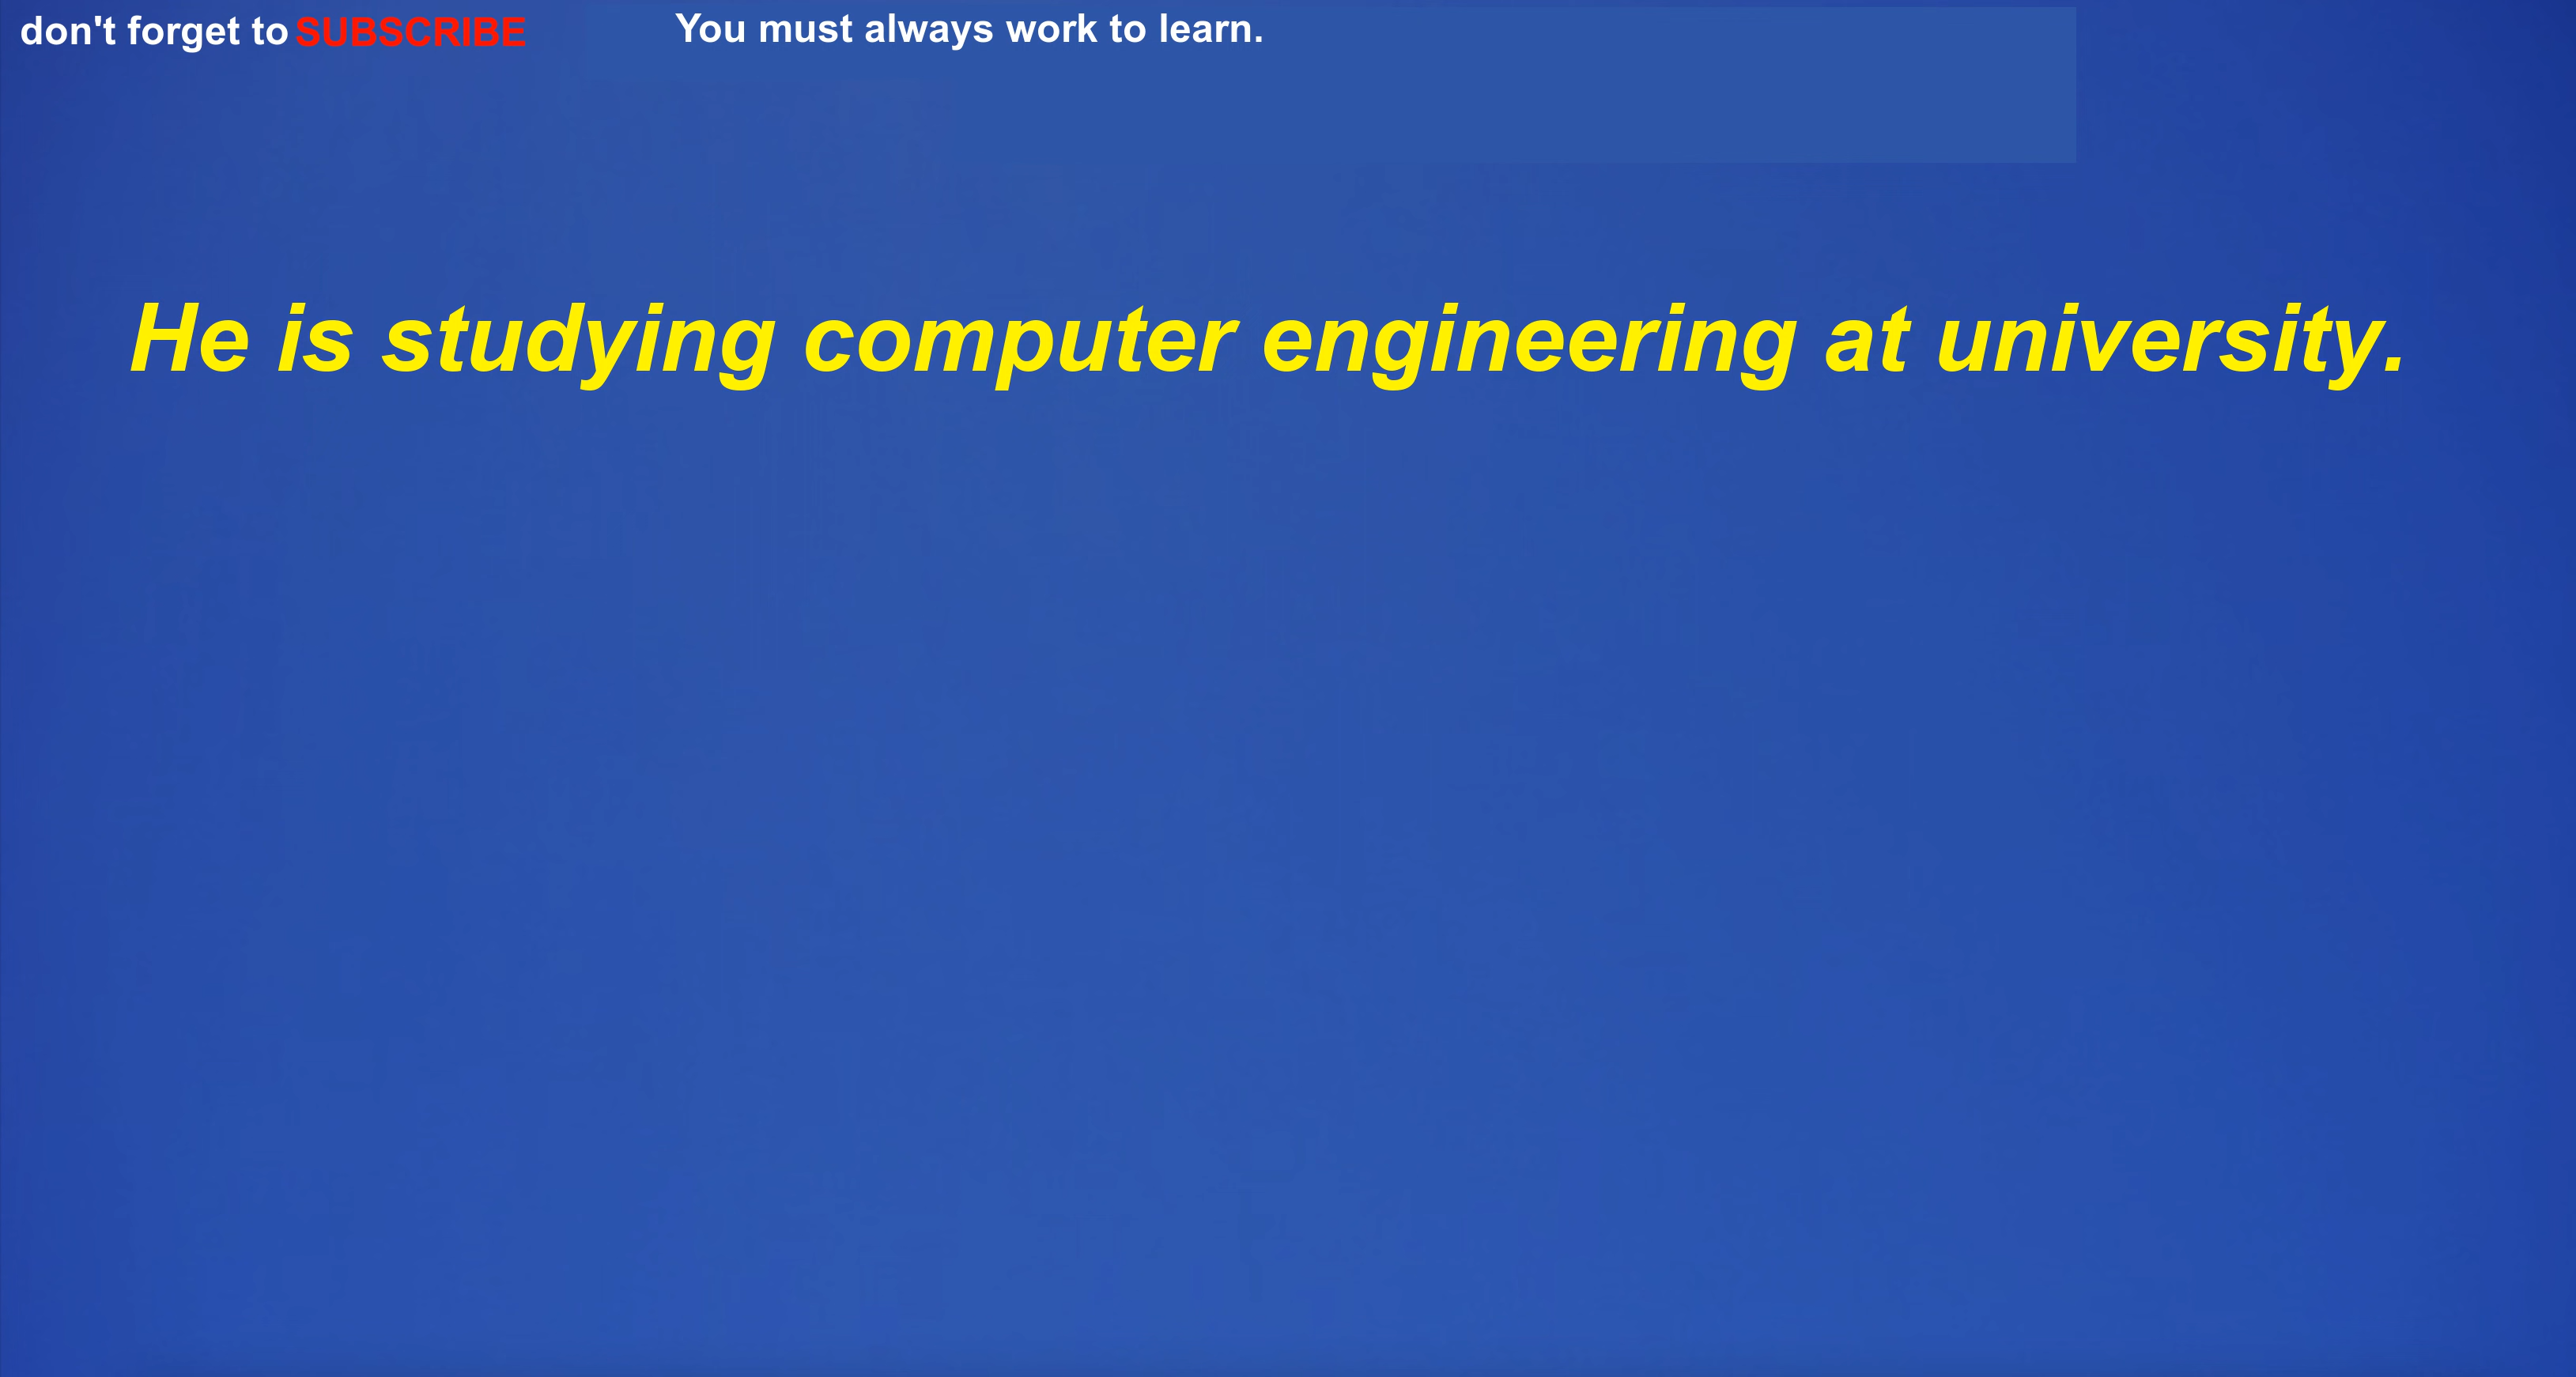 don't forget to SUBSCRIBE
You must always work to learn.
He is studying computer engineering at university.